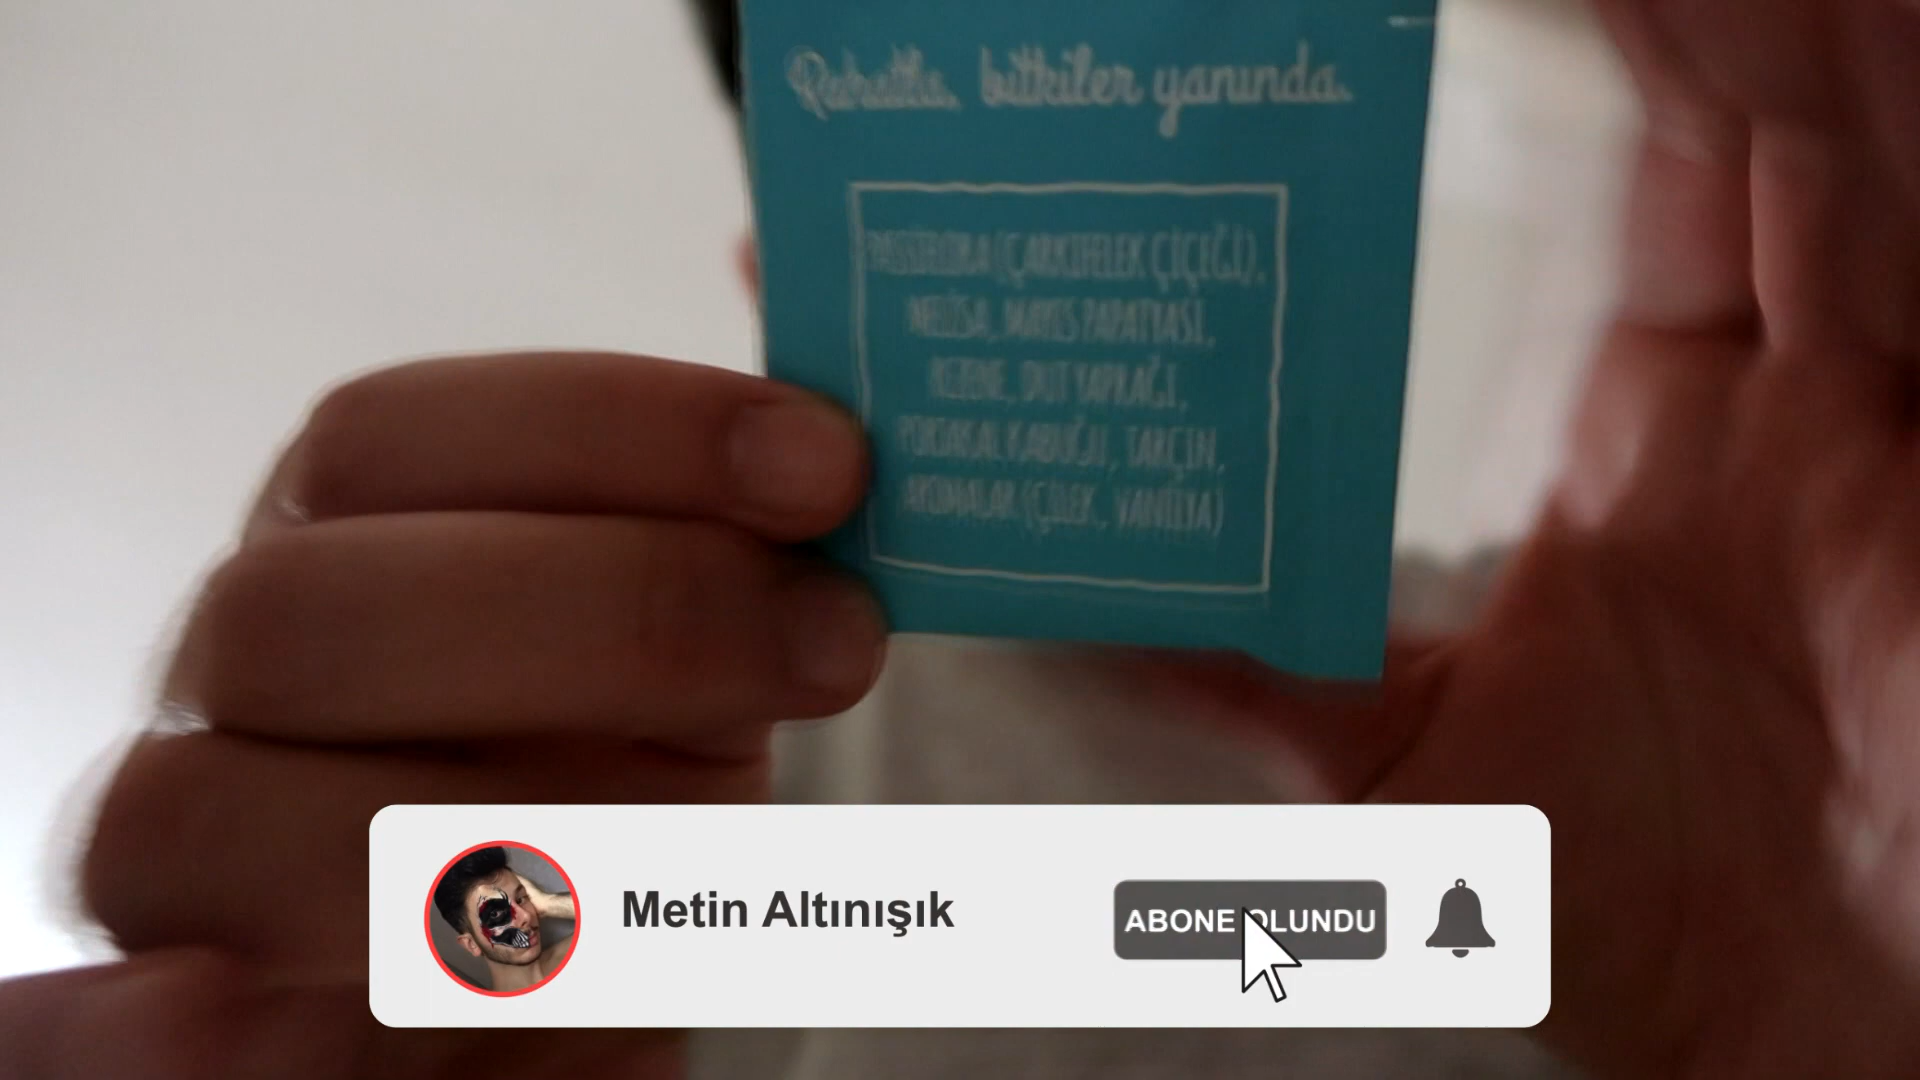 Rahatla, bitkiler yanında.
PASSIFLORA (ÇARKIFELEK ÇİÇEĞİ),
MELİSA, MAYIS PAPATYASI,
REZENE, DUT YAPRAĞI,
PORTAKAL KABUĞU, TARÇIN,
AROMALAR (ÇİLEK, VANİLYA)
Metin Altınışık
ABONE OLUNDU